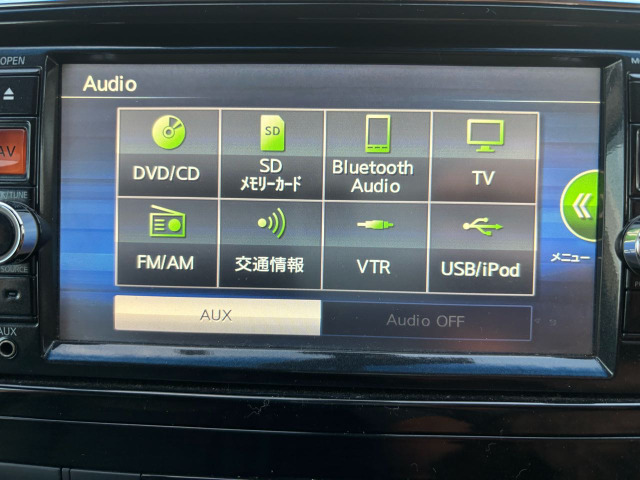 OPEN
Audio
SD
DVD/CD
SD
メモリーカード
Bluetooth
Audio
TV
FM/AM
交通情報
VTR
USB/iPod
メニュー
AUX
Audio OFF
SOURCE
AUX